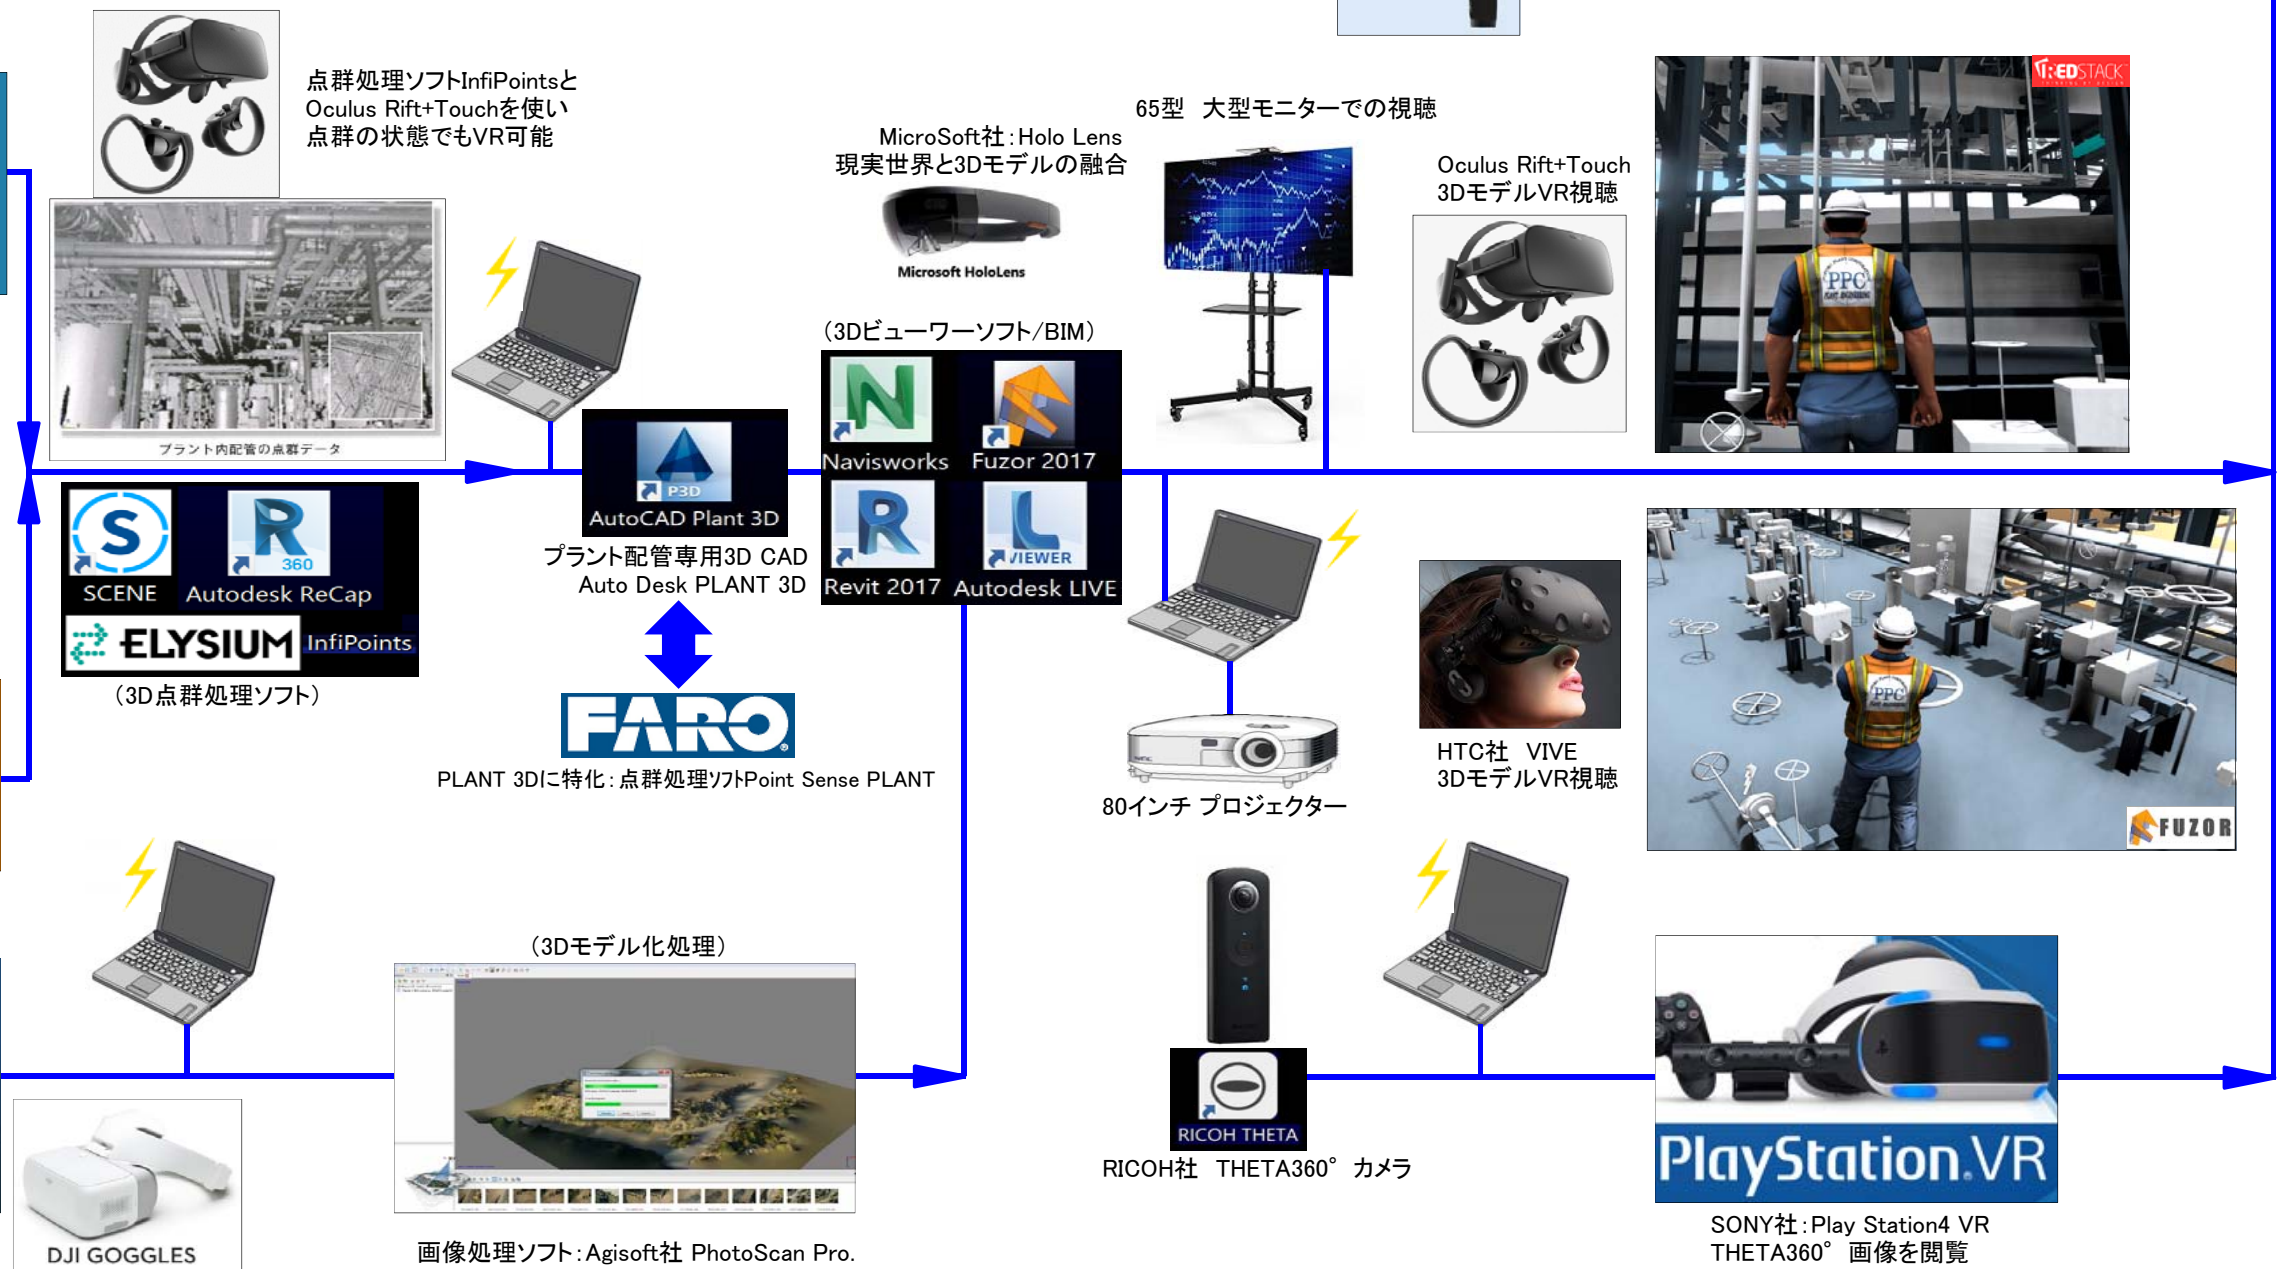 点群処理ソフトInfiPointsと
Oculus Rift+Touchを使い
点群の状態でもVR可能
プラント内配管の点群データ
SCENE
360
Autodesk ReCap
ELYSIUM
InfiPoints
(3D点群処理ソフト)
P3D
AutoCAD Plant 3D
プラント配管専用3D CAD
Auto Desk PLANT 3D
FARO
PLANT 3Dに特化：点群処理ソフトPoint Sense PLANT
MicroSoft社：Holo Lens
現実世界と3Dモデルの融合
Microsoft HoloLens
(3Dビューワーソフト/BIM)
Navisworks
Fuzor 2017
Revit 2017
VIEWER
Autodesk LIVE
65型　大型モニターでの視聴
Oculus Rift+Touch
3DモデルVR視聴
REDSTACK
PPC
PLANT ENGINEERING
80インチ プロジェクター
HTC社　VIVE
3DモデルVR視聴
PPC
FUZOR
DJI GOGGLES
(3Dモデル化処理)
画像処理ソフト：Agisoft社 PhotoScan Pro.
RICOH THETA
RICOH社　THETA360°カメラ
PlayStation.VR
SONY社：Play Station4 VR
THETA360°画像を閲覧